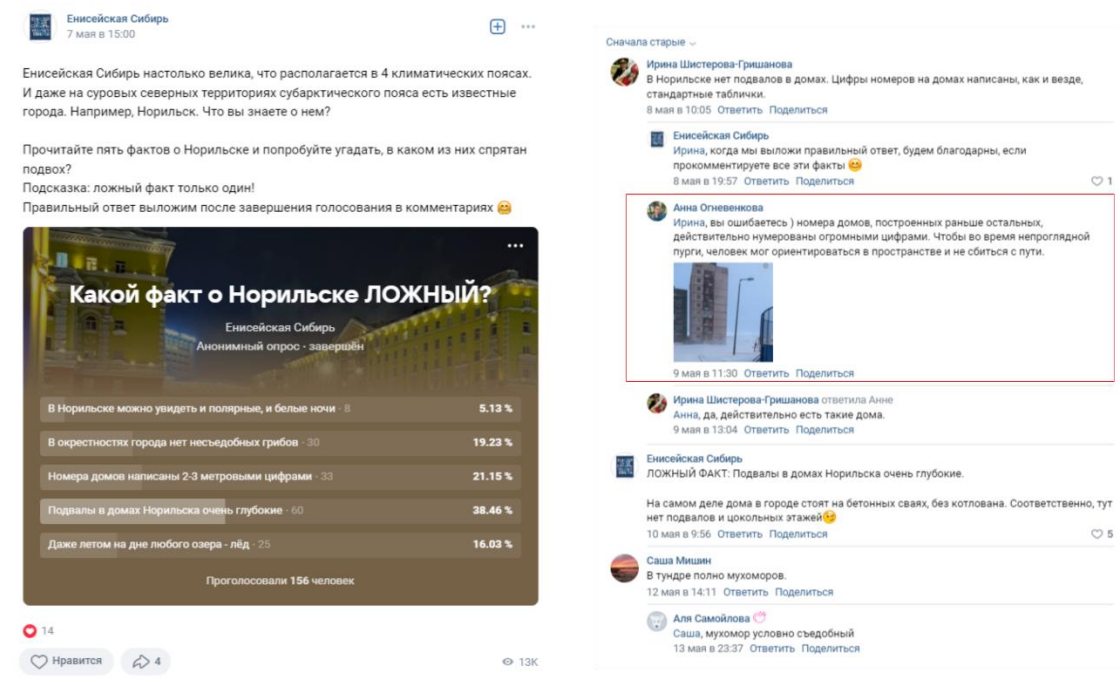 Енисейская Сибирь
7 мая в 15:00
Енисейская Сибирь настолько велика, что располагается в 4 климатических поясах.
И даже на суровых северных территориях субарктического пояса есть известные
города. Например, Норильск. Что вы знаете о нем?
Прочитайте пять фактов о Норильске и попробуйте угадать, в каком из них спрятан
подвох?
Подсказка: ложный факт только один!
Правильный ответ выложим после завершения голосования в комментариях
Какой факт о Норильске ЛОЖНЫЙ?
Енисейская Сибирь
Анонимный опрос · завершён
В Норильске можно увидеть и полярные, и белые ночи · 8 5.13 %
В окрестностях города нет несъедобных грибов · 30 19.23 %
Номера домов написаны 2-3 метровыми цифрами · 33 21.15 %
Подвалы в домах Норильска очень глубокие · 60 38.46 %
Даже летом на дне любого озера - лёд · 25 16.03 %
Проголосовали 156 человек
14
Нравится 4 13K
Сначала старые
Ирина Шистерова-Гришанова
В Норильске нет подвалов в домах. Цифры номеров на домах написаны, как и везде,
стандартные таблички.
8 мая в 10:05 Ответить Поделиться
Енисейская Сибирь
Ирина, когда мы выложи правильный ответ, будем благодарны, если
прокомментируете все эти факты
8 мая в 19:57 Ответить Поделиться 1
Анна Огневенкова
Ирина, вы ошибаетесь ) номера домов, построенных раньше остальных,
действительно нумерованы огромными цифрами. Чтобы во время непроглядной
пурги, человек мог ориентироваться в пространстве и не сбиться с пути.
9 мая в 11:30 Ответить Поделиться
Ирина Шистерова-Гришанова ответила Анне
Анна, да, действительно есть такие дома.
9 мая в 13:04 Ответить Поделиться
Енисейская Сибирь
ЛОЖНЫЙ ФАКТ: Подвалы в домах Норильска очень глубокие.
На самом деле дома в городе стоят на бетонных сваях, без котлована. Соответственно, тут
нет подвалов и цокольных этажей
10 мая в 9:56 Ответить Поделиться 5
Саша Мишин
В тундре полно мухоморов.
12 мая в 14:11 Ответить Поделиться
Аля Самойлова
Саша, мухомор условно съедобный
13 мая в 23:37 Ответить Поделиться